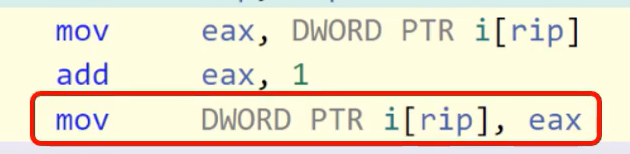 mov eax, DWORD PTR i[rip]
add eax, 1
mov DWORD PTR i[rip], eax